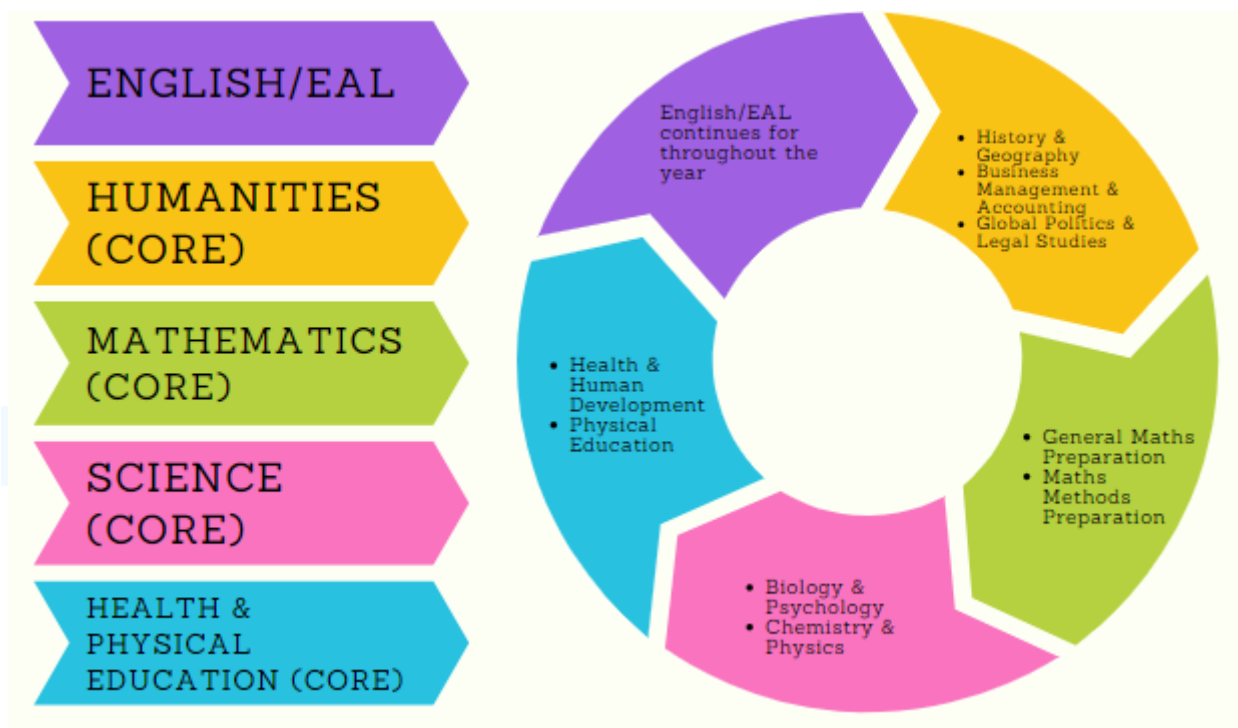 ENGLISH/EAL
HUMANITIES
(CORE)
MATHEMATICS
(CORE)
SCIENCE
(CORE)
HEALTH &
PHYSICAL
EDUCATION (CORE)
English/EAL
continues for
throughout the
year
• History &
Geography
• Business
Management &
Accounting
• Global Politics &
Legal Studies
• General Maths
Preparation
• Maths
Methods
Preparation
• Biology &
Psychology
• Chemistry &
Physics
• Health &
Human
Development
• Physical
Education